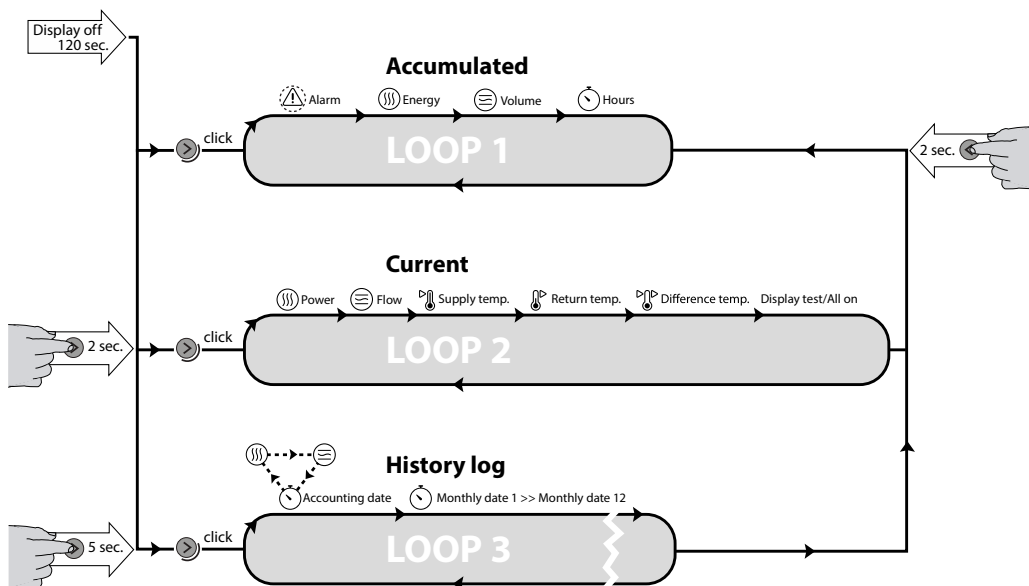 Display off
120 sec.
Accumulated
Alarm
Energy
Volume
Hours
click
LOOP 1
2 sec.
Current
Power
Flow
Supply temp.
Return temp.
Difference temp.
Display test/All on
2 sec.
click
LOOP 2
History log
Accounting date
Monthly date 1 >> Monthly date 12
5 sec.
click
LOOP 3